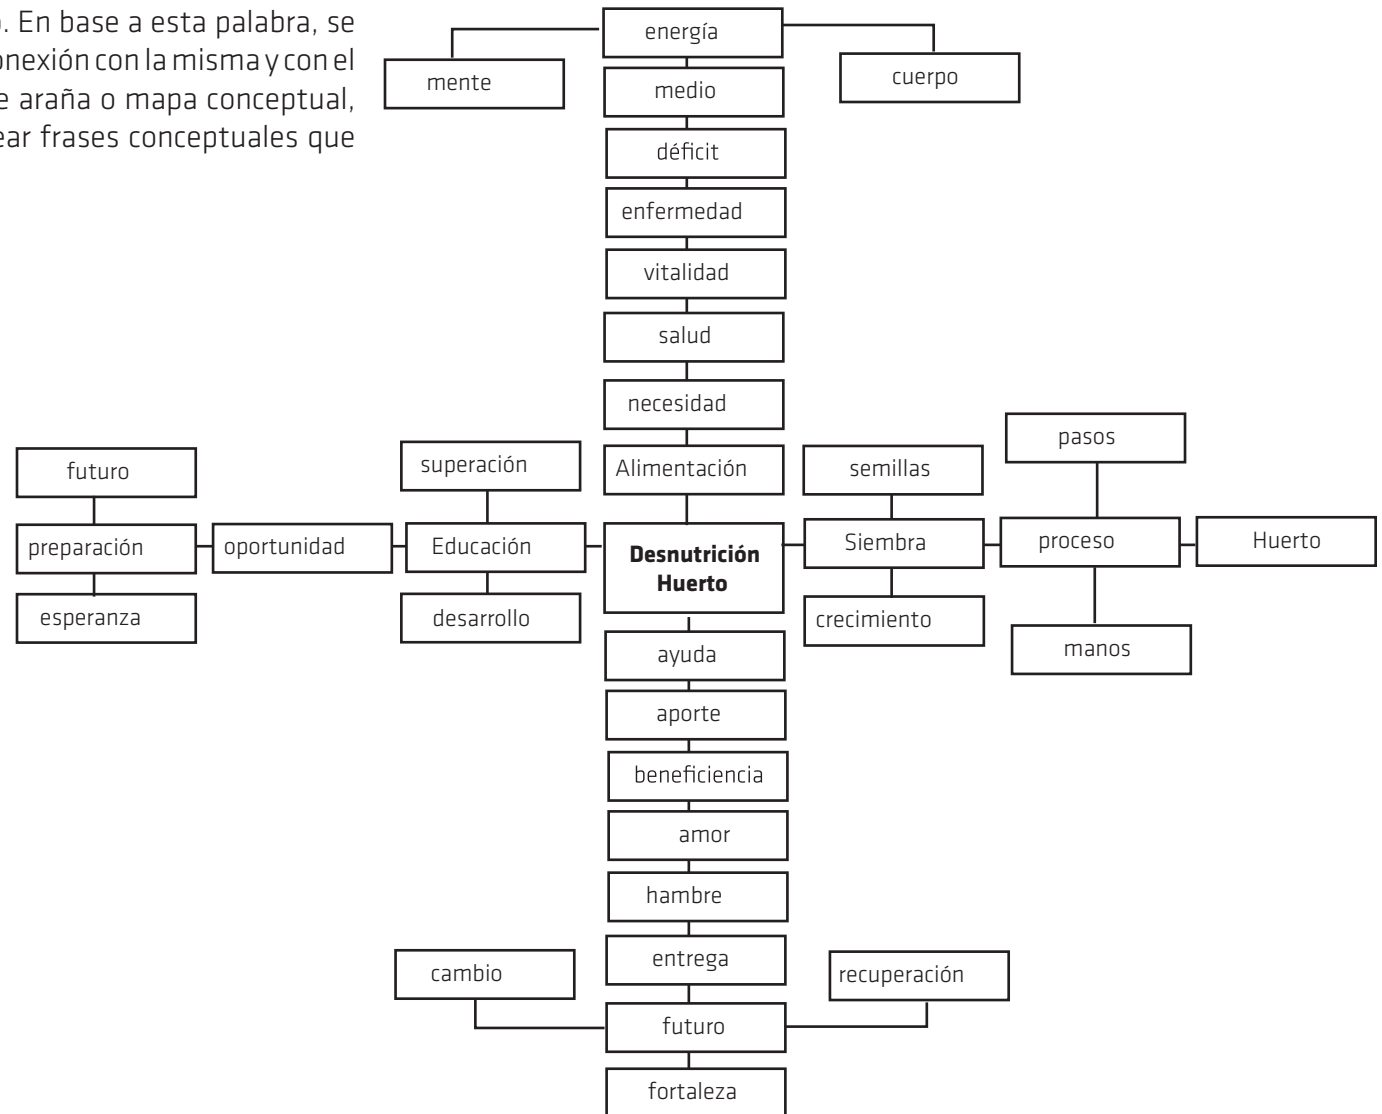 En base a esta palabra, se
onexión con la misma y con el
araña o mapa conceptual,
ear frases conceptuales que
energía
mente
cuerpo
medio
déficit
enfermedad
vitalidad
salud
necesidad
pasos
futuro
superación
Alimentación
semillas
preparación
oportunidad
Educación
Desnutrición
Huerto
Siembra
proceso
Huerto
esperanza
desarrollo
crecimiento
manos
ayuda
aporte
beneficiencia
amor
hambre
entrega
cambio
recuperación
futuro
fortaleza